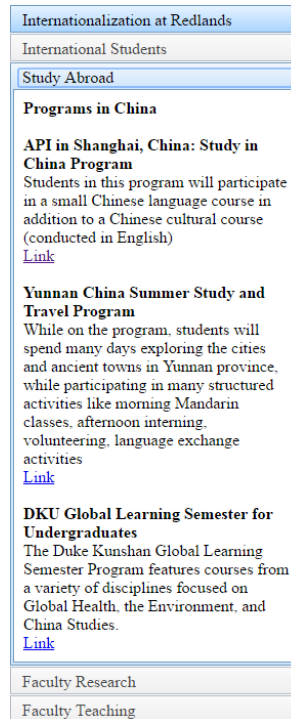 Internationalization at Redlands
International Students
Study Abroad
Programs in China
API in Shanghai, China: Study in
China Program
Students in this program will participate
in a small Chinese language course in
addition to a Chinese cultural course
(conducted in English)
Link
Yunnan China Summer Study and
Travel Program
While on the program, students will
spend many days exploring the cities
and ancient towns in Yunnan province,
while participating in many structured
activities like morning Mandarin
classes, afternoon interning,
volunteering, language exchange
activities
Link
DKU Global Learning Semester for
Undergraduates
The Duke Kunshan Global Learning
Semester Program features courses from
a variety of disciplines focused on
Global Health, the Environment, and
China Studies.
Link
Faculty Research
Faculty Teaching